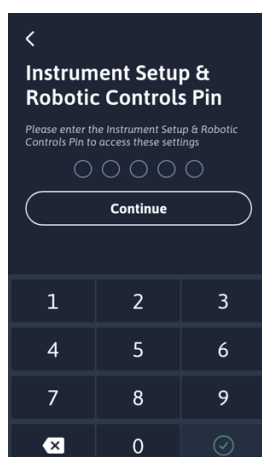 Instrument Setup &
Robotic Controls Pin
Please enter the Instrument Setup & Robotic
Controls Pin to access these settings
Continue
1 2 3
4 5 6
7 8 9
0